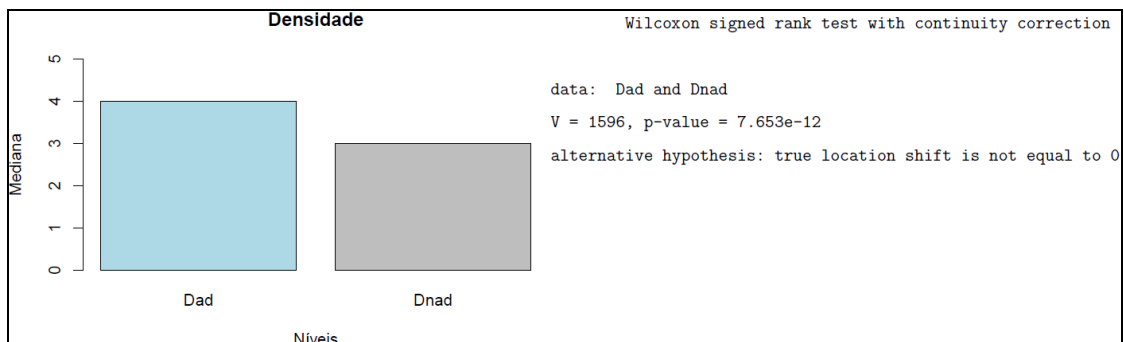 Densidade
Mediana
5
4
3
2
1
0
Dad
Dnad
Níveis
Wilcoxon signed rank test with continuity correction
data:  Dad and Dnad
V = 1596, p-value = 7.653e-12
alternative hypothesis: true location shift is not equal to 0